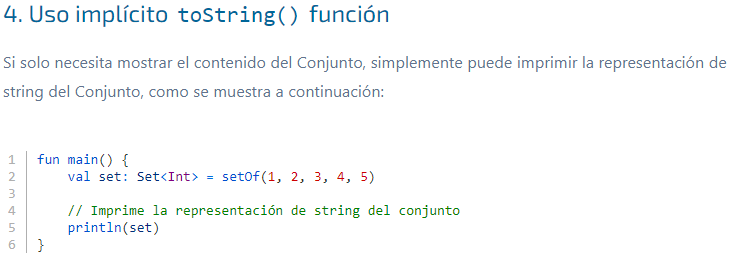 4. Uso implícito toString() función
Si solo necesita mostrar el contenido del Conjunto, simplemente puede imprimir la representación de
string del Conjunto, como se muestra a continuación:
1 fun main() {
2     val set: Set<Int> = setOf(1, 2, 3, 4, 5)
3
4     // Imprime la representación de string del conjunto
5     println(set)
6 }